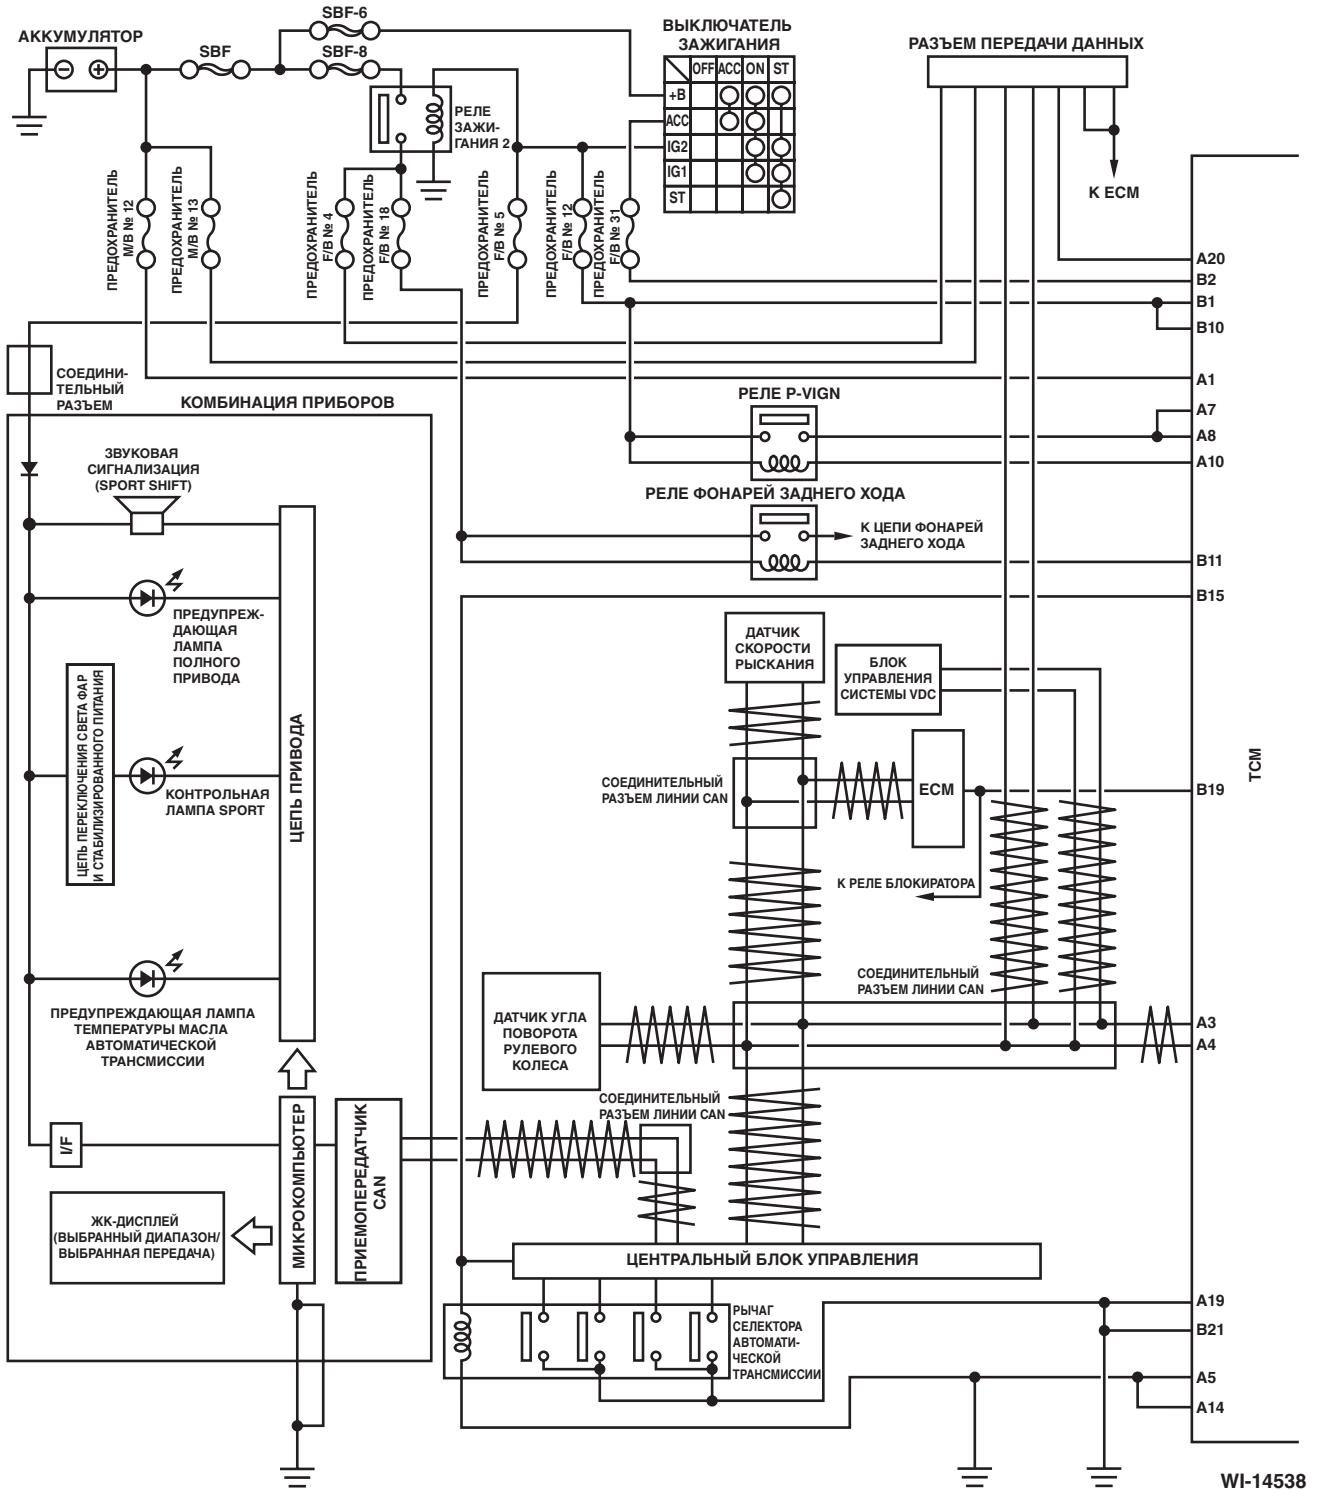 АККУМУЛЯТОР
SBF
SBF-6
SBF-8
РЕЛЕ
ЗАЖИ-
ГАНИЯ 2
ВЫКЛЮЧАТЕЛЬ
ЗАЖИГАНИЯ
OFF ACC ON ST
+B
ACC
IG2
IG1
ST
РАЗЪЕМ ПЕРЕДАЧИ ДАННЫХ
К ECM
ПРЕДОХРАНИТЕЛЬ
M/B № 12
ПРЕДОХРАНИТЕЛЬ
M/B № 13
ПРЕДОХРАНИТЕЛЬ
F/B № 4
ПРЕДОХРАНИТЕЛЬ
F/B № 18
ПРЕДОХРАНИТЕЛЬ
F/B № 5
ПРЕДОХРАНИТЕЛЬ
F/B № 12
ПРЕДОХРАНИТЕЛЬ
F/B № 31
A20
B2
B1
B10
A1
A7
A8
A10
B11
B15
B19
A3
A4
A19
B21
A5
A14
TCM
СОЕДИНИ-
ТЕЛЬНЫЙ
РАЗЪЕМ
КОМБИНАЦИЯ ПРИБОРОВ
ЗВУКОВАЯ
СИГНАЛИЗАЦИЯ
(SPORT SHIFT)
ПРЕДУПРЕЖ-
ДАЮЩАЯ
ЛАМПА
ПОЛНОГО
ПРИВОДА
ЦЕПЬ ПЕРЕКЛЮЧЕНИЯ СВЕТА ФАР
И СТАБИЛИЗИРОВАННОГО ПИТАНИЯ
КОНТРОЛЬНАЯ
ЛАМПА SPORT
ЦЕПЬ ПРИВОДА
ПРЕДУПРЕЖДАЮЩАЯ ЛАМПА
ТЕМПЕРАТУРЫ МАСЛА
АВТОМАТИЧЕСКОЙ
ТРАНСМИССИИ
I/F
МИКРОКОМПЬЮТЕР
ПРИЕМОПЕРЕДАТЧИК
CAN
ЖК-ДИСПЛЕЙ
(ВЫБРАННЫЙ ДИАПАЗОН/
ВЫБРАННАЯ ПЕРЕДАЧА)
РЕЛЕ P-VIGN
РЕЛЕ ФОНАРЕЙ ЗАДНЕГО ХОДА
К ЦЕПИ ФОНАРЕЙ
ЗАДНЕГО ХОДА
ДАТЧИК
СКОРОСТИ
РЫСКАНИЯ
БЛОК
УПРАВЛЕНИЯ
СИСТЕМЫ VDC
СОЕДИНИТЕЛЬНЫЙ
РАЗЪЕМ ЛИНИИ CAN
ECM
К РЕЛЕ БЛОКИРАТОРА
СОЕДИНИТЕЛЬНЫЙ
РАЗЪЕМ ЛИНИИ CAN
ДАТЧИК УГЛА
ПОВОРОТА
РУЛЕВОГО
КОЛЕСА
СОЕДИНИТЕЛЬНЫЙ
РАЗЪЕМ ЛИНИИ CAN
ЦЕНТРАЛЬНЫЙ БЛОК УПРАВЛЕНИЯ
РЫЧАГ
СЕЛЕКТОРА
АВТОМАТИ-
ЧЕСКОЙ
ТРАНСМИССИИ
WI-14538